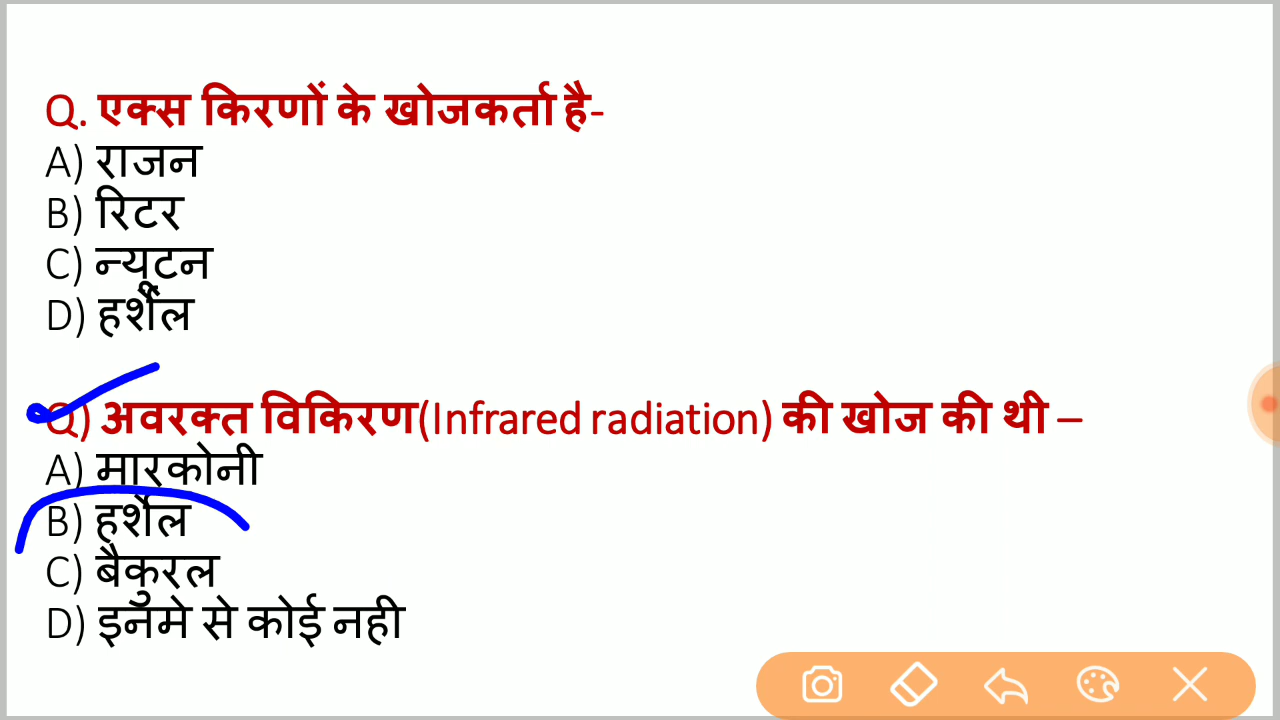 Q. एक्स किरणों के खोजकर्ता है-
A) राजन
B) रिटर
C) न्यूटन
D) हर्शेल
Q) अवरक्त विकिरण(Infrared radiation) की खोज की थी –
A) मारकोनी
B) हर्शेल
C) बैकुरल
D) इनमे से कोई नही